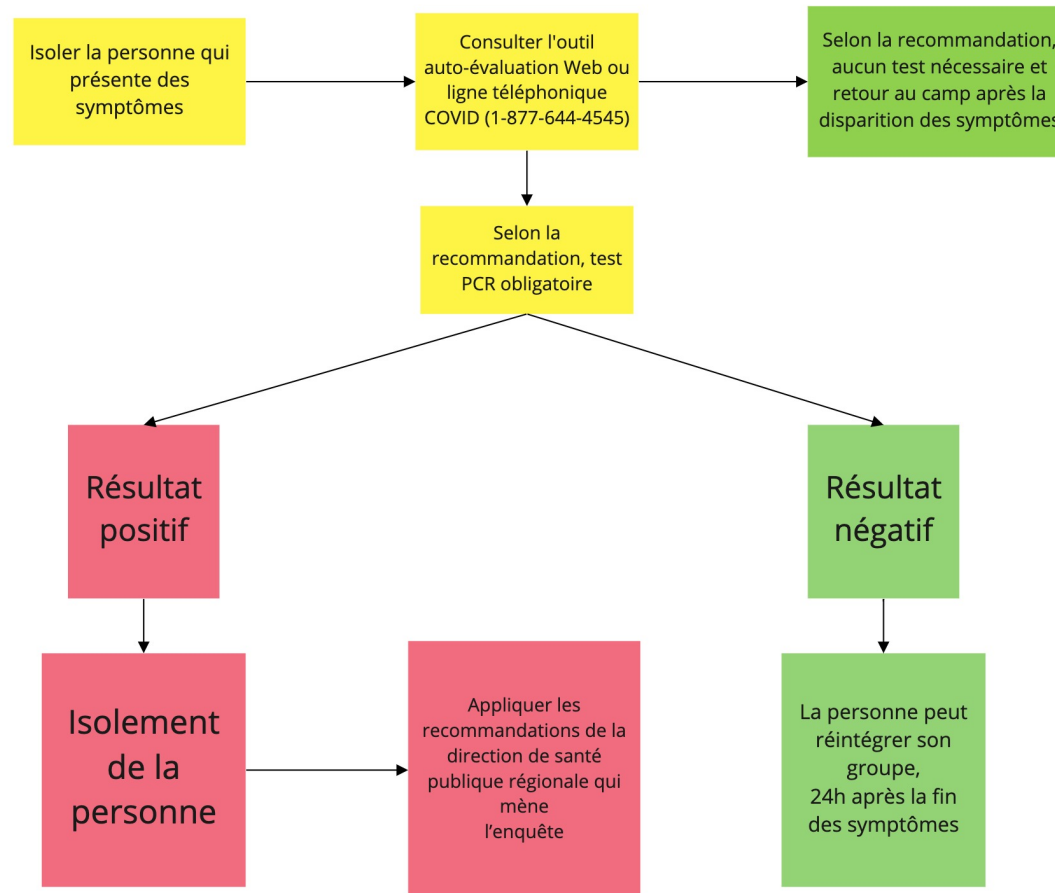 Isoler la personne qui
présente des
symptômes
Consulter l'outil
auto-évaluation Web ou
ligne téléphonique
COVID (1-877-644-4545)
Selon la recommandation,
aucun test nécessaire et
retour au camp après la
disparition des symptômes
Selon la
recommandation, test
PCR obligatoire
Résultat
positif
Résultat
négatif
Isolement
de la
personne
Appliquer les
recommandations de la
direction de santé
publique régionale qui
mène
l’enquête
La personne peut
réintégrer son
groupe,
24h après la fin
des symptômes